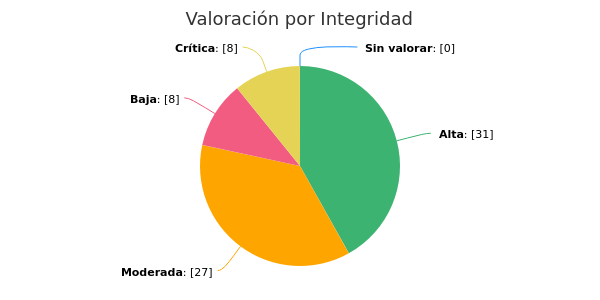 Valoración por Integridad
Crítica: [8]
Sin valorar: [0]
Baja: [8]
Alta: [31]
Moderada: [27]